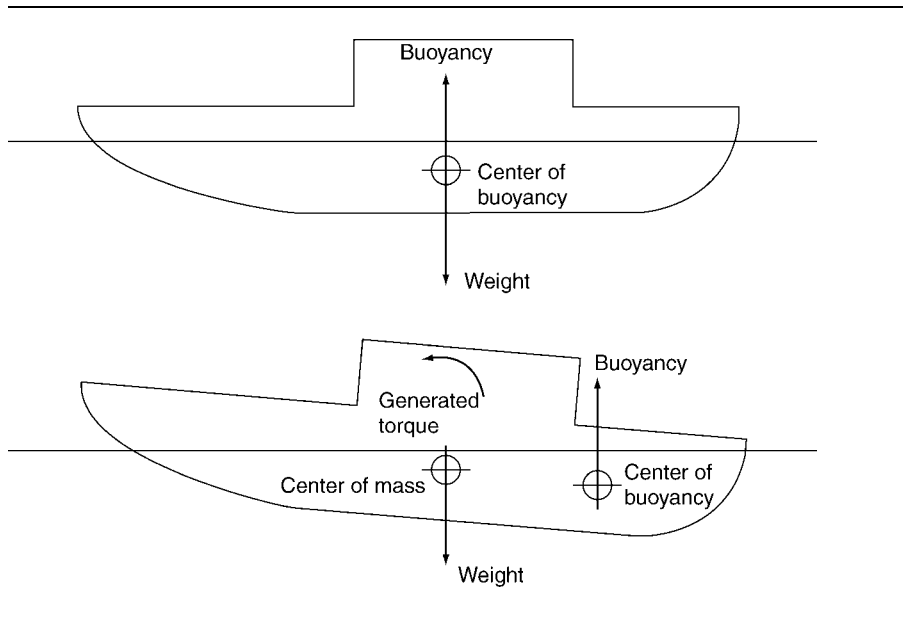 Buoyancy
Center of
buoyancy
Weight
Buoyancy
Generated
torque
Center of mass
Center of
buoyancy
Weight